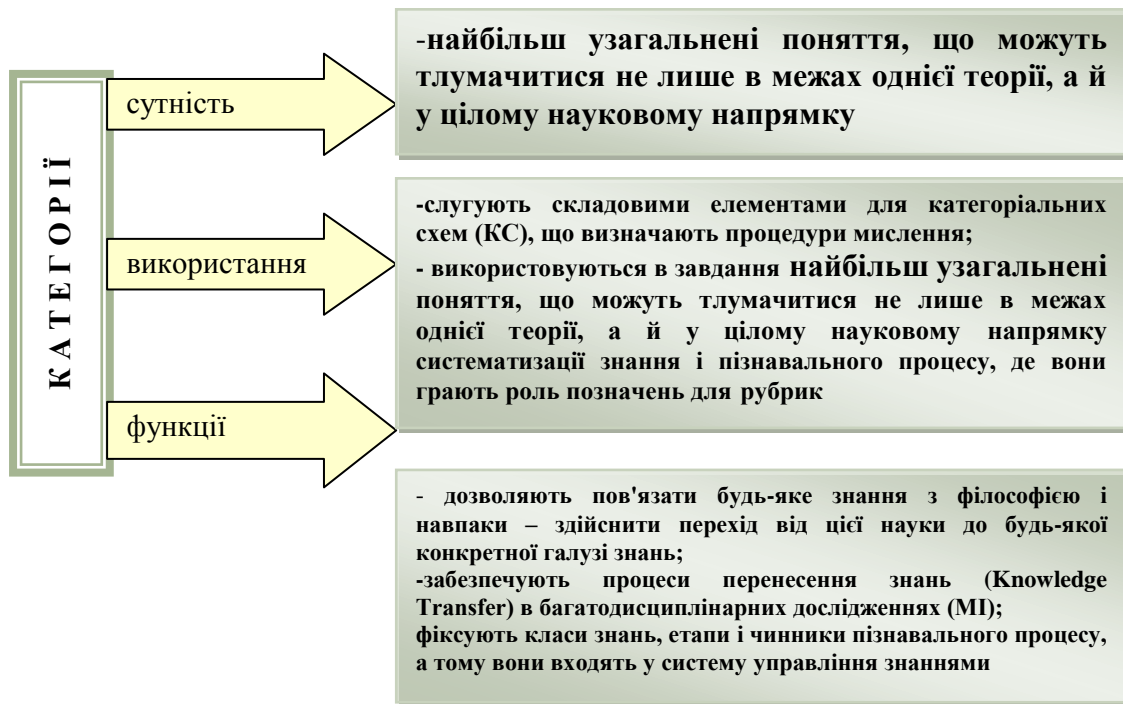 КАТЕГОРІЇ
сутність
-найбільш узагальнені поняття, що можуть
тлумачитися не лише в межах однієї теорії, а й
у цілому науковому напрямку
використання
-слугують складовими елементами для категоріальних
схем (КС), що визначають процедури мислення;
- використовуються в завдання найбільш узагальнені
поняття, що можуть тлумачитися не лише в межах
однієї теорії, а й у цілому науковому напрямку
систематизації знання і пізнавального процесу, де вони
грають роль позначень для рубрик
функції
- дозволяють пов'язати будь-яке знання з філософією і
навпаки – здійснити перехід від цієї науки до будь-якої
конкретної галузі знань;
-забезпечують процеси перенесення знань (Knowledge
Transfer) в багатодисциплінарних дослідженнях (МІ);
фіксують класи знань, етапи і чинники пізнавального процесу,
а тому вони входять у систему управління знаннями